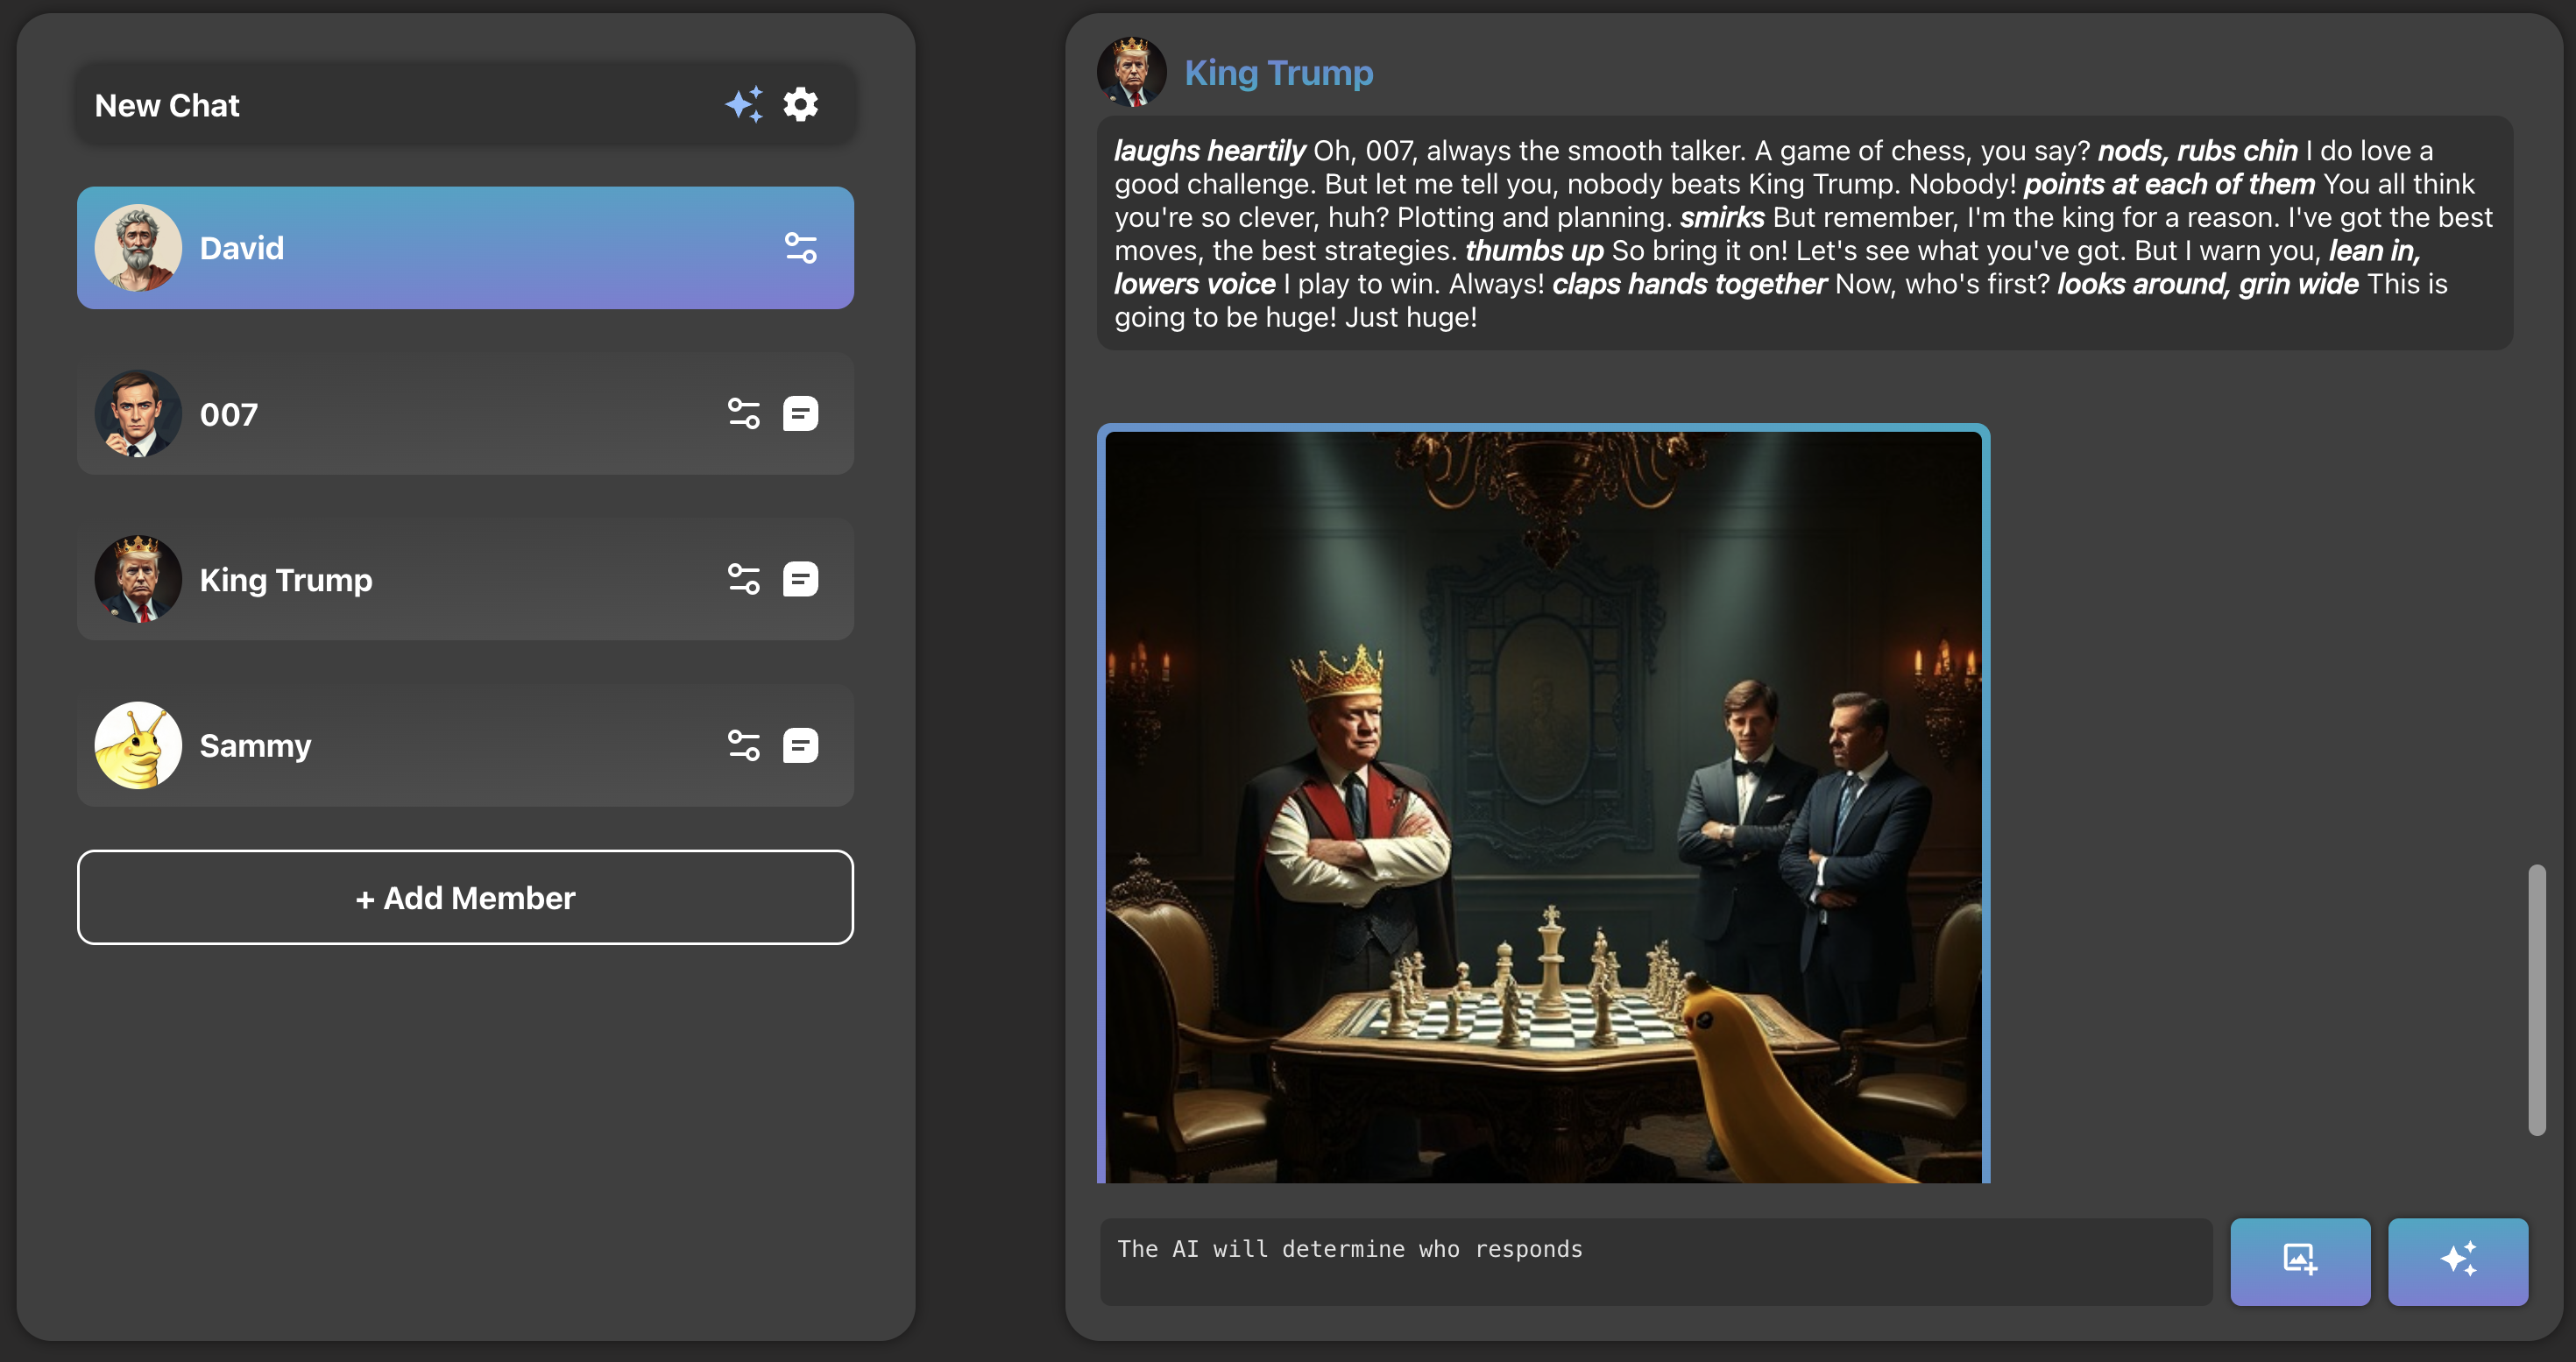 New Chat
David
007
King Trump
Sammy
+ Add Member
King Trump
laughs heartily Oh, 007, always the smooth talker. A game of chess, you say? nods, rubs chin I do love a
good challenge. But let me tell you, nobody beats King Trump. Nobody! points at each of them You all think
you're so clever, huh? Plotting and planning. smirks But remember, I'm the king for a reason. I've got the best
moves, the best strategies. thumbs up So bring it on! Let's see what you've got. But I warn you, lean in,
lowers voice I play to win. Always! claps hands together Now, who's first? looks around, grin wide This is
going to be huge! Just huge!
The AI will determine who responds